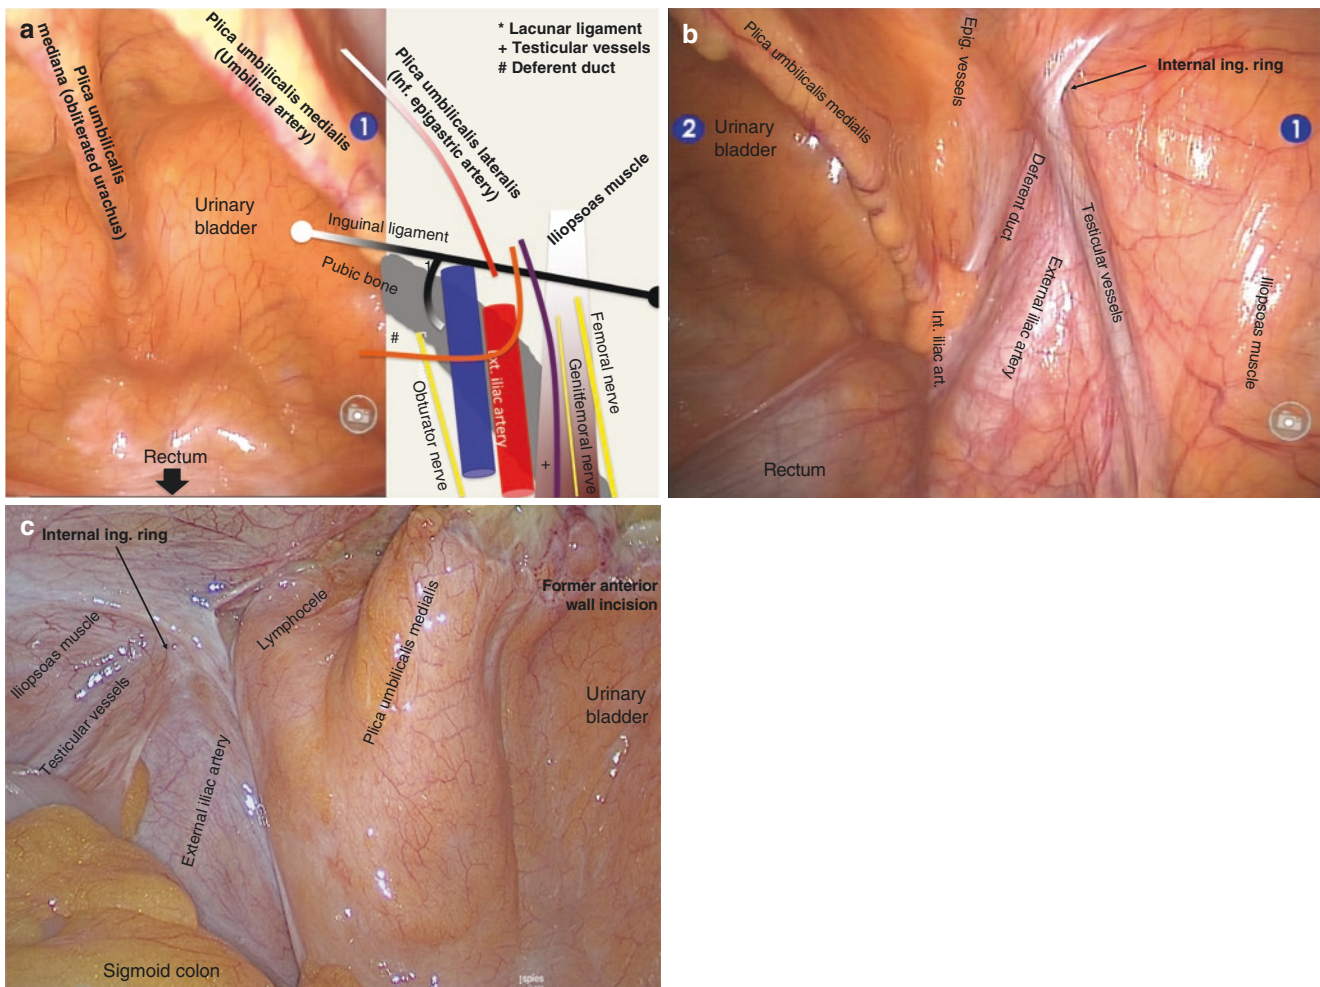 a
Plica umbilicalis
mediana (obliterated urachus)
Plica umbilicalis medialis
(Umbilical artery)
1
Plica umbilicalis lateralis
(Inf. epigastric artery)
* Lacunar ligament
+ Testicular vessels
# Deferent duct
Iliopsoas muscle
Urinary
bladder
Inguinal ligament
Pubic bone
#
Ext. iliac artery
Obturator nerve
+
Genitfemoral nerve
Femoral nerve
Rectum
b
Plica umbilicalis medialis
Epig. vessels
Internal ing. ring
2
Urinary
bladder
1
Deferent duct
Testicular vessels
External iliac artery
Int. iliac art.
Iliopsoas muscle
Rectum
c
Internal ing. ring
Former anterior
wall incision
Lymphocele
Plica umbilicalis medialis
Iliopsoas muscle
Testicular vessels
Urinary
bladder
External iliac artery
Sigmoid colon
spies